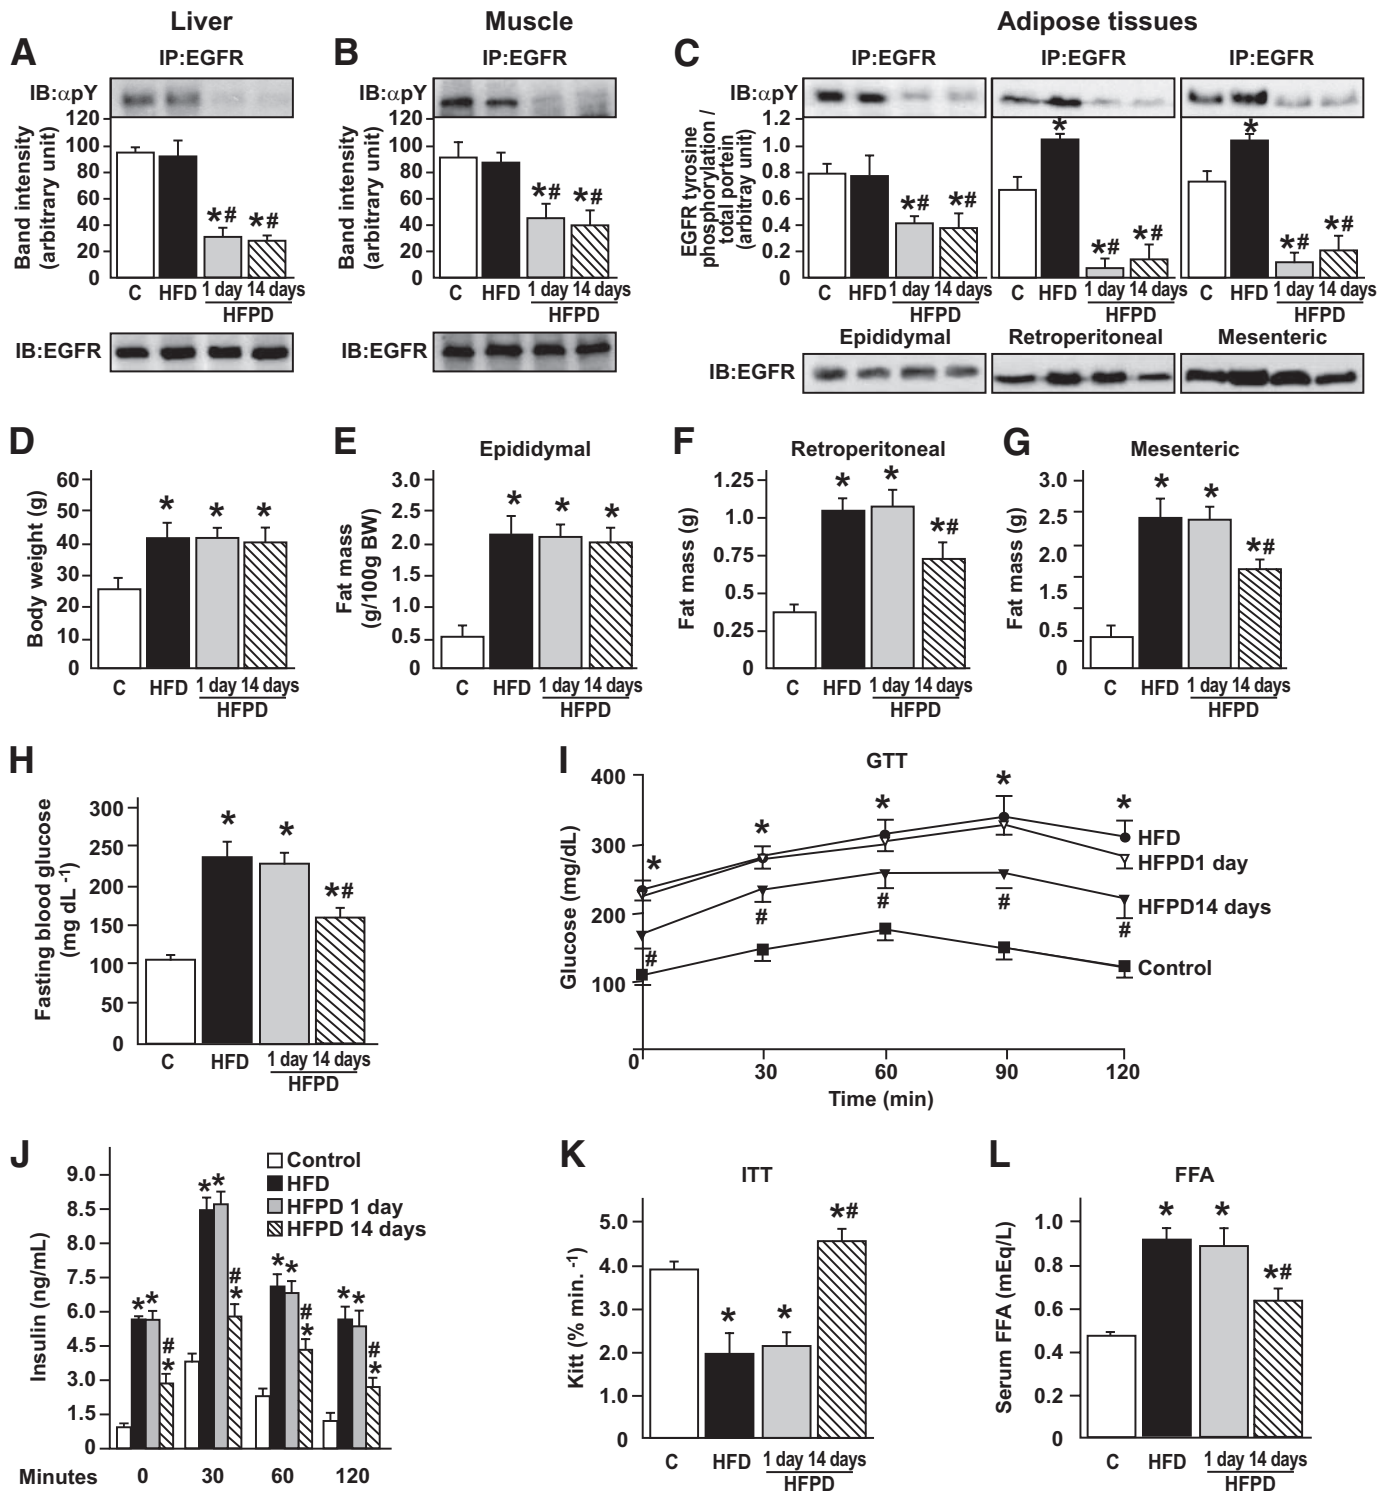 Liver
Muscle
Adipose tissues
A
IP:EGFR
IB:αpY
Band intensity
(arbitrary unit)
120
100
80
60
40
20
0
*#
*#
C
HFD
1 day
14 days
HFPD
IB:EGFR
B
IP:EGFR
IB:αpY
Band intensity
(arbitrary unit)
120
100
80
60
40
20
0
*#
*#
C
HFD
1 day
14 days
HFPD
IB:EGFR
C
IP:EGFR
IP:EGFR
IP:EGFR
IB:αpY
EGFR tyrosine
phosphorylation /
total portein
(arbitray unit)
1.2
1.0
0.8
0.6
0.4
0.2
0
*#
*#
*
*#
*#
*
*#
*#
C HFD 1 day 14 days
HFPD
C HFD 1 day 14 days
HFPD
C HFD 1 day 14 days
HFPD
Epididymal
Retroperitoneal
Mesenteric
IB:EGFR
D
Body weight (g)
60
50
40
30
20
10
0
*
*
*
C HFD 1 day 14 days
HFPD
E
Epididymal
Fat mass
(g/100g BW)
3.0
2.5
2.0
1.5
1.0
0.5
0
*
*
*
C HFD 1 day 14 days
HFPD
F
Retroperitoneal
Fat mass (g)
1.25
1.0
0.75
0.5
0.25
0
*
*
*#
C HFD 1 day 14 days
HFPD
G
Mesenteric
Fat mass (g)
3.0
2.5
2.0
1.5
0.5
0
*
*
*#
C HFD 1 day 14 days
HFPD
H
Fasting blood glucose
(mg dL -1)
300
250
200
150
100
50
0
*
*
*#
C HFD 1 day 14 days
HFPD
I
GTT
Glucose (mg/dL)
400
300
200
100
0
*
*
*
*
*
HFD
HFPD1 day
HFPD14 days
#
#
#
#
#
Control
30
60
90
120
Time (min)
J
Insulin (ng/mL)
9.0
8.5
8.0
7.5
6.0
4.5
3.0
1.5
0
Control
HFD
HFPD 1 day
HFPD 14 days
**
#
*
**
#
*
**
#
*
**
#
*
Minutes 0 30 60 120
K
ITT
Kitt (% min. -1)
5.0
4.0
3.0
2.0
1.0
0
*
*
*#
C HFD 1 day 14 days
HFPD
L
FFA
Serum FFA (mEq/L)
1.0
0.8
0.6
0.4
0.2
0
*
*
*#
C HFD 1 day 14 days
HFPD